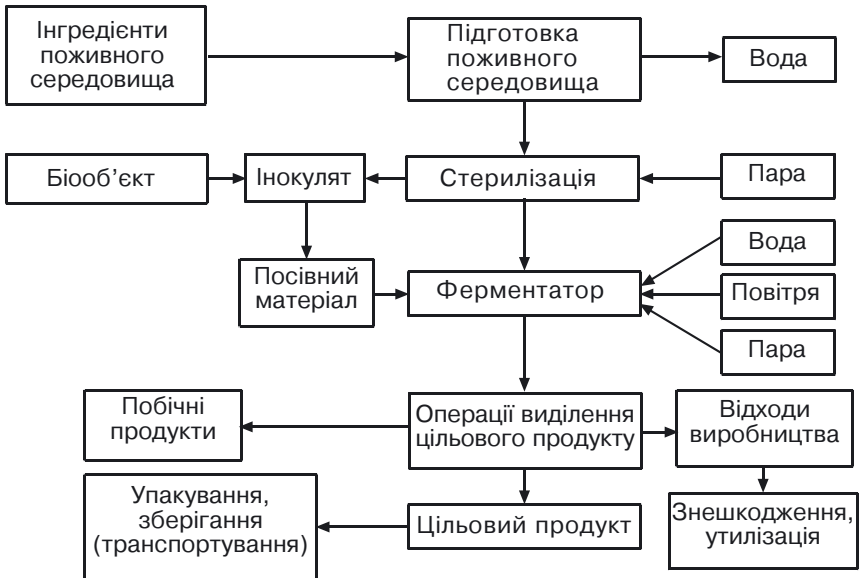 Інгредієнти
поживного
середовища
Підготовка
поживного
середовища
Вода
Біооб’єкт
Інокулят
Стерилізація
Пара
Вода
Посівний
матеріал
Ферментатор
Повітря
Пара
Побічні
продукти
Операції виділення
цільового продукту
Відходи
виробництва
Упакування,
зберігання
(транспортування)
Цільовий продукт
Знешкодження,
утилізація